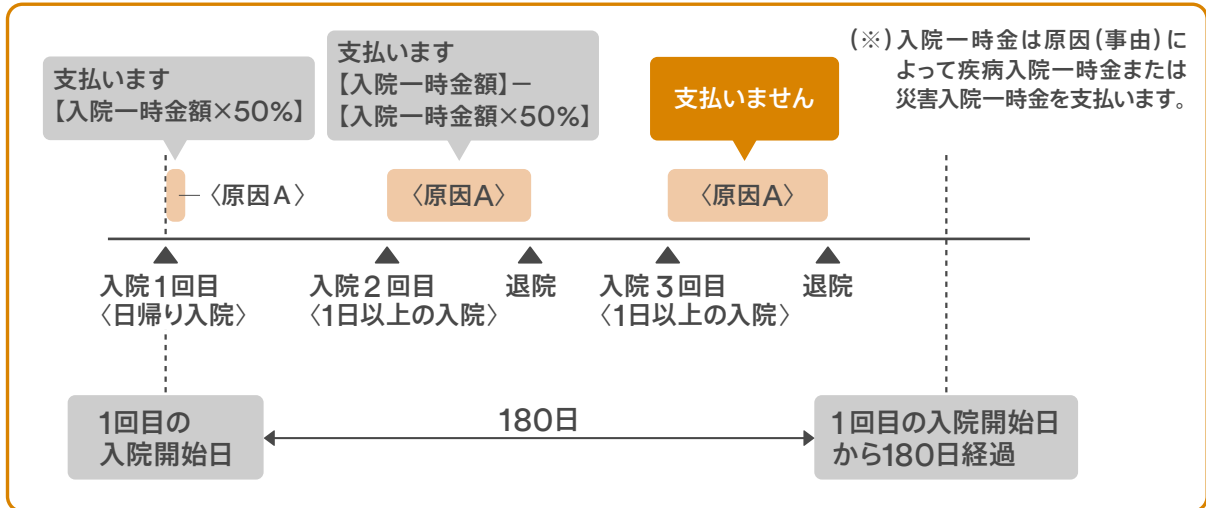 支払います
【入院一時金額×50%】
支払います
【入院一時金額】－
【入院一時金額×50%】
支払いません
(※)入院一時金は原因(事由)に
よって疾病入院一時金または
災害入院一時金を支払います。
〈原因A〉
〈原因A〉
〈原因A〉
入院1回目
〈日帰り入院〉
入院2回目
〈1日以上の入院〉
退院
入院3回目
〈1日以上の入院〉
退院
1回目の
入院開始日
180日
1回目の入院開始日
から180日経過